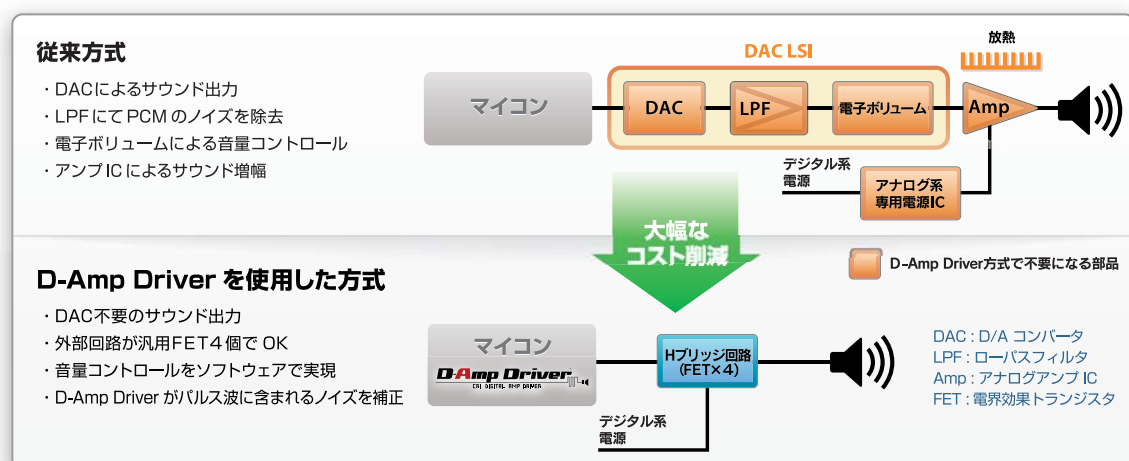 従来方式
・DACによるサウンド出力
・LPFにてPCMのノイズを除去
・電子ボリュームによる音量コントロール
・アンプICによるサウンド増幅
放熱
DAC LSI
マイコン
DAC
LPF
電子ボリューム
Amp
デジタル系
電源
アナログ系
専用電源IC
大幅な
コスト削減
D-Amp Driver方式で不要になる部品
D-Amp Driver を使用した方式
・DAC不要のサウンド出力
・外部回路が汎用FET4個でOK
・音量コントロールをソフトウェアで実現
・D-Amp Driverがパルス波に含まれるノイズを補正
マイコン
D-Amp Driver
CRI DIGITAL AMP DRIVER
Hブリッジ回路
(FET×4)
デジタル系
電源
DAC : D/A コンバータ
LPF : ローパスフィルタ
Amp : アナログアンプ IC
FET : 電界効果トランジスタ